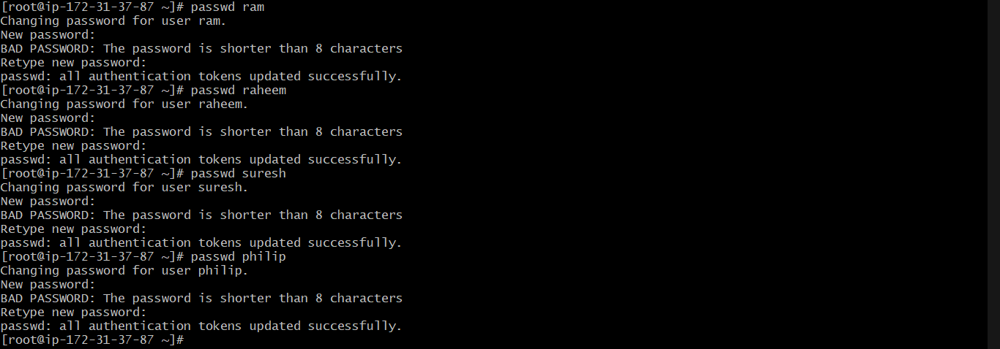 [root@ip-172-31-37-87 ~]# passwd ram
Changing password for user ram.
New password:
BAD PASSWORD: The password is shorter than 8 characters
Retype new password:
passwd: all authentication tokens updated successfully.
[root@ip-172-31-37-87 ~]# passwd raheem
Changing password for user raheem.
New password:
BAD PASSWORD: The password is shorter than 8 characters
Retype new password:
passwd: all authentication tokens updated successfully.
[root@ip-172-31-37-87 ~]# passwd suresh
Changing password for user suresh.
New password:
BAD PASSWORD: The password is shorter than 8 characters
Retype new password:
passwd: all authentication tokens updated successfully.
[root@ip-172-31-37-87 ~]# passwd philip
Changing password for user philip.
New password:
BAD PASSWORD: The password is shorter than 8 characters
Retype new password:
passwd: all authentication tokens updated successfully.
[root@ip-172-31-37-87 ~]#